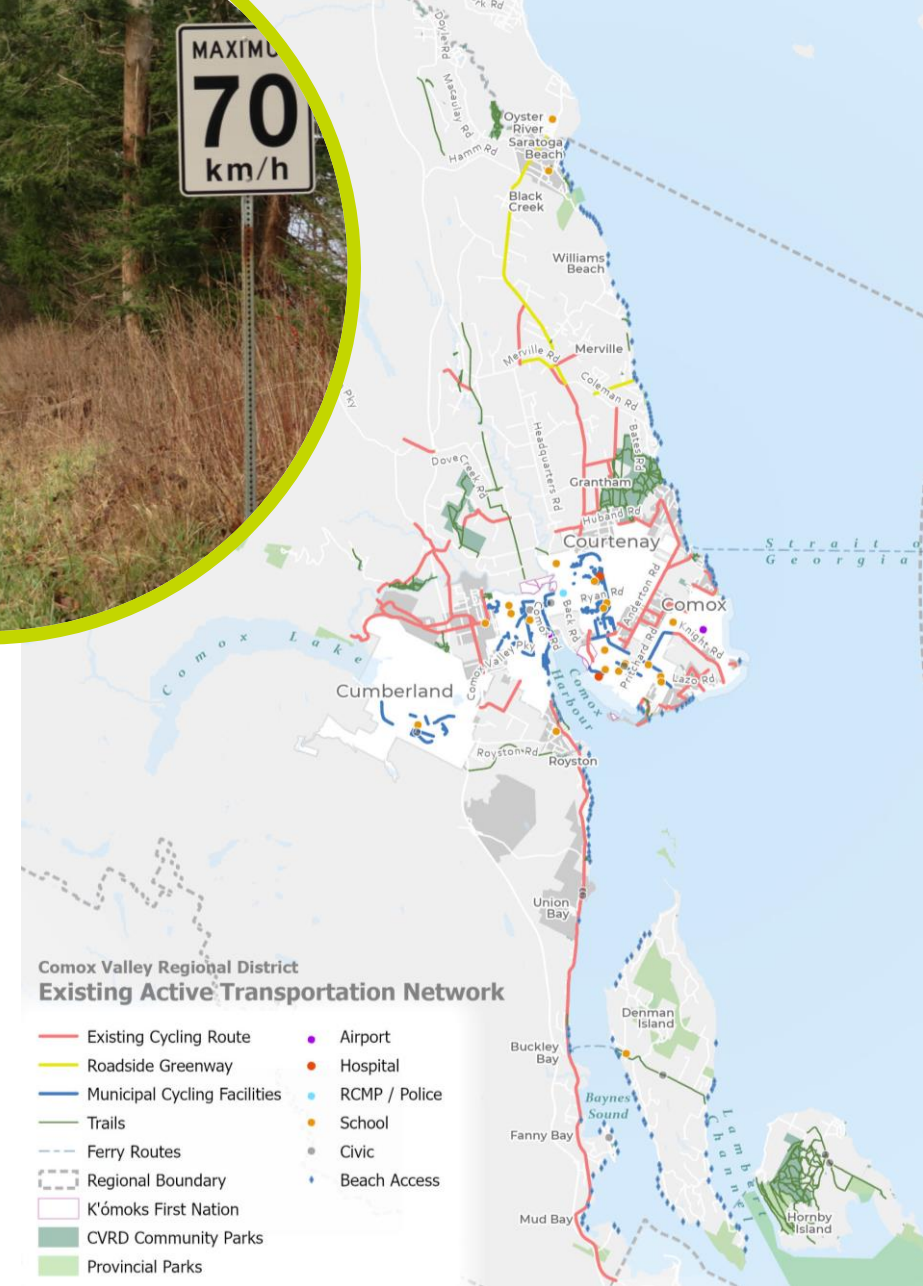 MAXIMU
70
km/h
rk Rd
Doyle Rd
Macaulay Rd
Hamm Rd
Oyster
River
Saratoga
Beach
Black
Creek
Williams
Beach
Merville Rd
Merville
Coleman Rd
Pky
Bates Rd
Headquarters Rd
Dove Creek Rd
Grantham
Huband Rd
Courtenay
Strait of
Georgia
Anderton Rd
Ryan Rd
Comox
Back Rd
Comox Rd
Knight Rd
Pritchard Rd
Comox Valley Pky
Lazo Rd
Comox Lake
Comox
Harbour
Cumberland
Royston Rd
Royston
Union
Bay
Denman
Island
Buckley
Bay
Baynes
Sound
Fanny Bay
Lambert
Channel
Mud Bay
Hornby
Island
Comox Valley Regional District
Existing Active Transportation Network
Existing Cycling Route
Roadside Greenway
Municipal Cycling Facilities
Trails
Ferry Routes
Regional Boundary
K'ómoks First Nation
CVRD Community Parks
Provincial Parks
Airport
Hospital
RCMP / Police
School
Civic
Beach Access